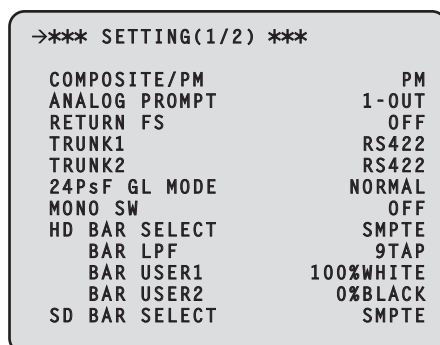 →*** SETTING(1/2) ***
COMPOSITE/PM PM
ANALOG PROMPT 1-OUT
RETURN FS OFF
TRUNK1 RS422
TRUNK2 RS422
24PsF GL MODE NORMAL
MONO SW OFF
HD BAR SELECT SMPTE
BAR LPF 9TAP
BAR USER1 100%WHITE
BAR USER2 0%BLACK
SD BAR SELECT SMPTE